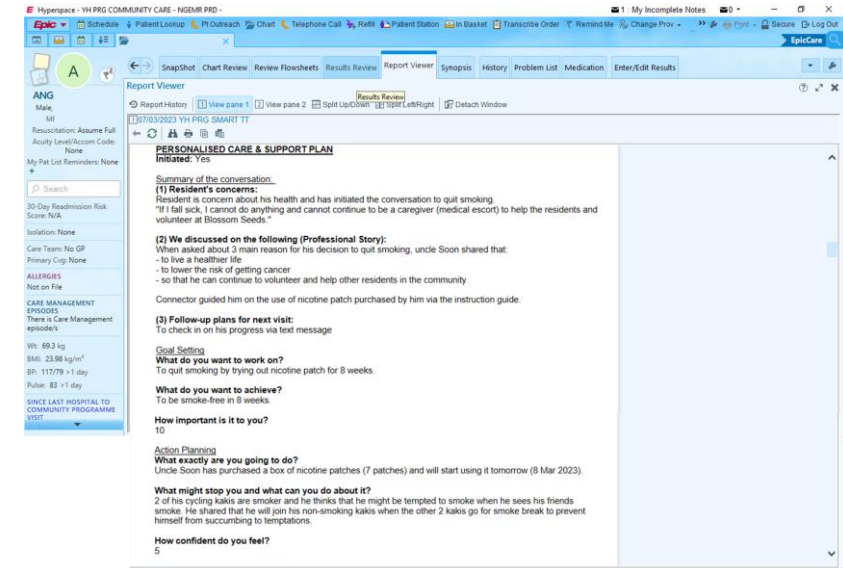 Hyperspace - YH PRG COMMUNITY CARE - NGEMR PRD -
1 : My Incomplete Notes 0
Epic Schedule Patient Lookup Pt Outreach Chart Telephone Call Refill Patient Station In Basket Transcribe Order Remind Me Change Prov Print Secure Log Out
EpicCare
A
SnapShot Chart Review Review Flowsheets Results Review Report Viewer Synopsis History Problem List Medication Enter/Edit Results
ANG
Male,
MI
Resuscitation: Assume Full
Acuity Level/Accom Code:
None
My Pat List Reminders: None
Search
30-Day Readmission Risk
Score: N/A
Isolation: None
Care Team: No GP
Primary Cvg: None
ALLERGIES
Not on File
CARE MANAGEMENT
EPISODES
There is Care Management
episode/s
Wt: 69.3 kg
BMI: 23.98 kg/m²
BP: 117/79 >1 day
Pulse: 83 >1 day
SINCE LAST HOSPITAL TO
COMMUNITY PROGRAMME
VISIT
Report Viewer
Results Review
Report History 1 View pane 1 2 View pane 2 Split Up/Down Split Left/Right Detach Window
1 07/03/2023 YH PRG SMART TT
PERSONALISED CARE & SUPPORT PLAN
Initiated: Yes
Summary of the conversation:
(1) Resident's concerns:
Resident is concern about his health and has initiated the conversation to quit smoking.
"If I fall sick, I cannot do anything and cannot continue to be a caregiver (medical escort) to help the residents and
volunteer at Blossom Seeds."
(2) We discussed on the following (Professional Story):
When asked about 3 main reason for his decision to quit smoking, uncle Soon shared that:
- to live a healthier life
- to lower the risk of getting cancer
- so that he can continue to volunteer and help other residents in the community
Connector guided him on the use of nicotine patch purchased by him via the instruction guide.
(3) Follow-up plans for next visit:
To check in on his progress via text message
Goal Setting
What do you want to work on?
To quit smoking by trying out nicotine patch for 8 weeks.
What do you want to achieve?
To be smoke-free in 8 weeks.
How important is it to you?
10
Action Planning
What exactly are you going to do?
Uncle Soon has purchased a box of nicotine patches (7 patches) and will start using it tomorrow (8 Mar 2023).
What might stop you and what can you do about it?
2 of his cycling kakis are smoker and he thinks that he might be tempted to smoke when he sees his friends
smoke. He shared that he will join his non-smoking kakis when the other 2 kakis go for smoke break to prevent
himself from succumbing to temptations.
How confident do you feel?
5